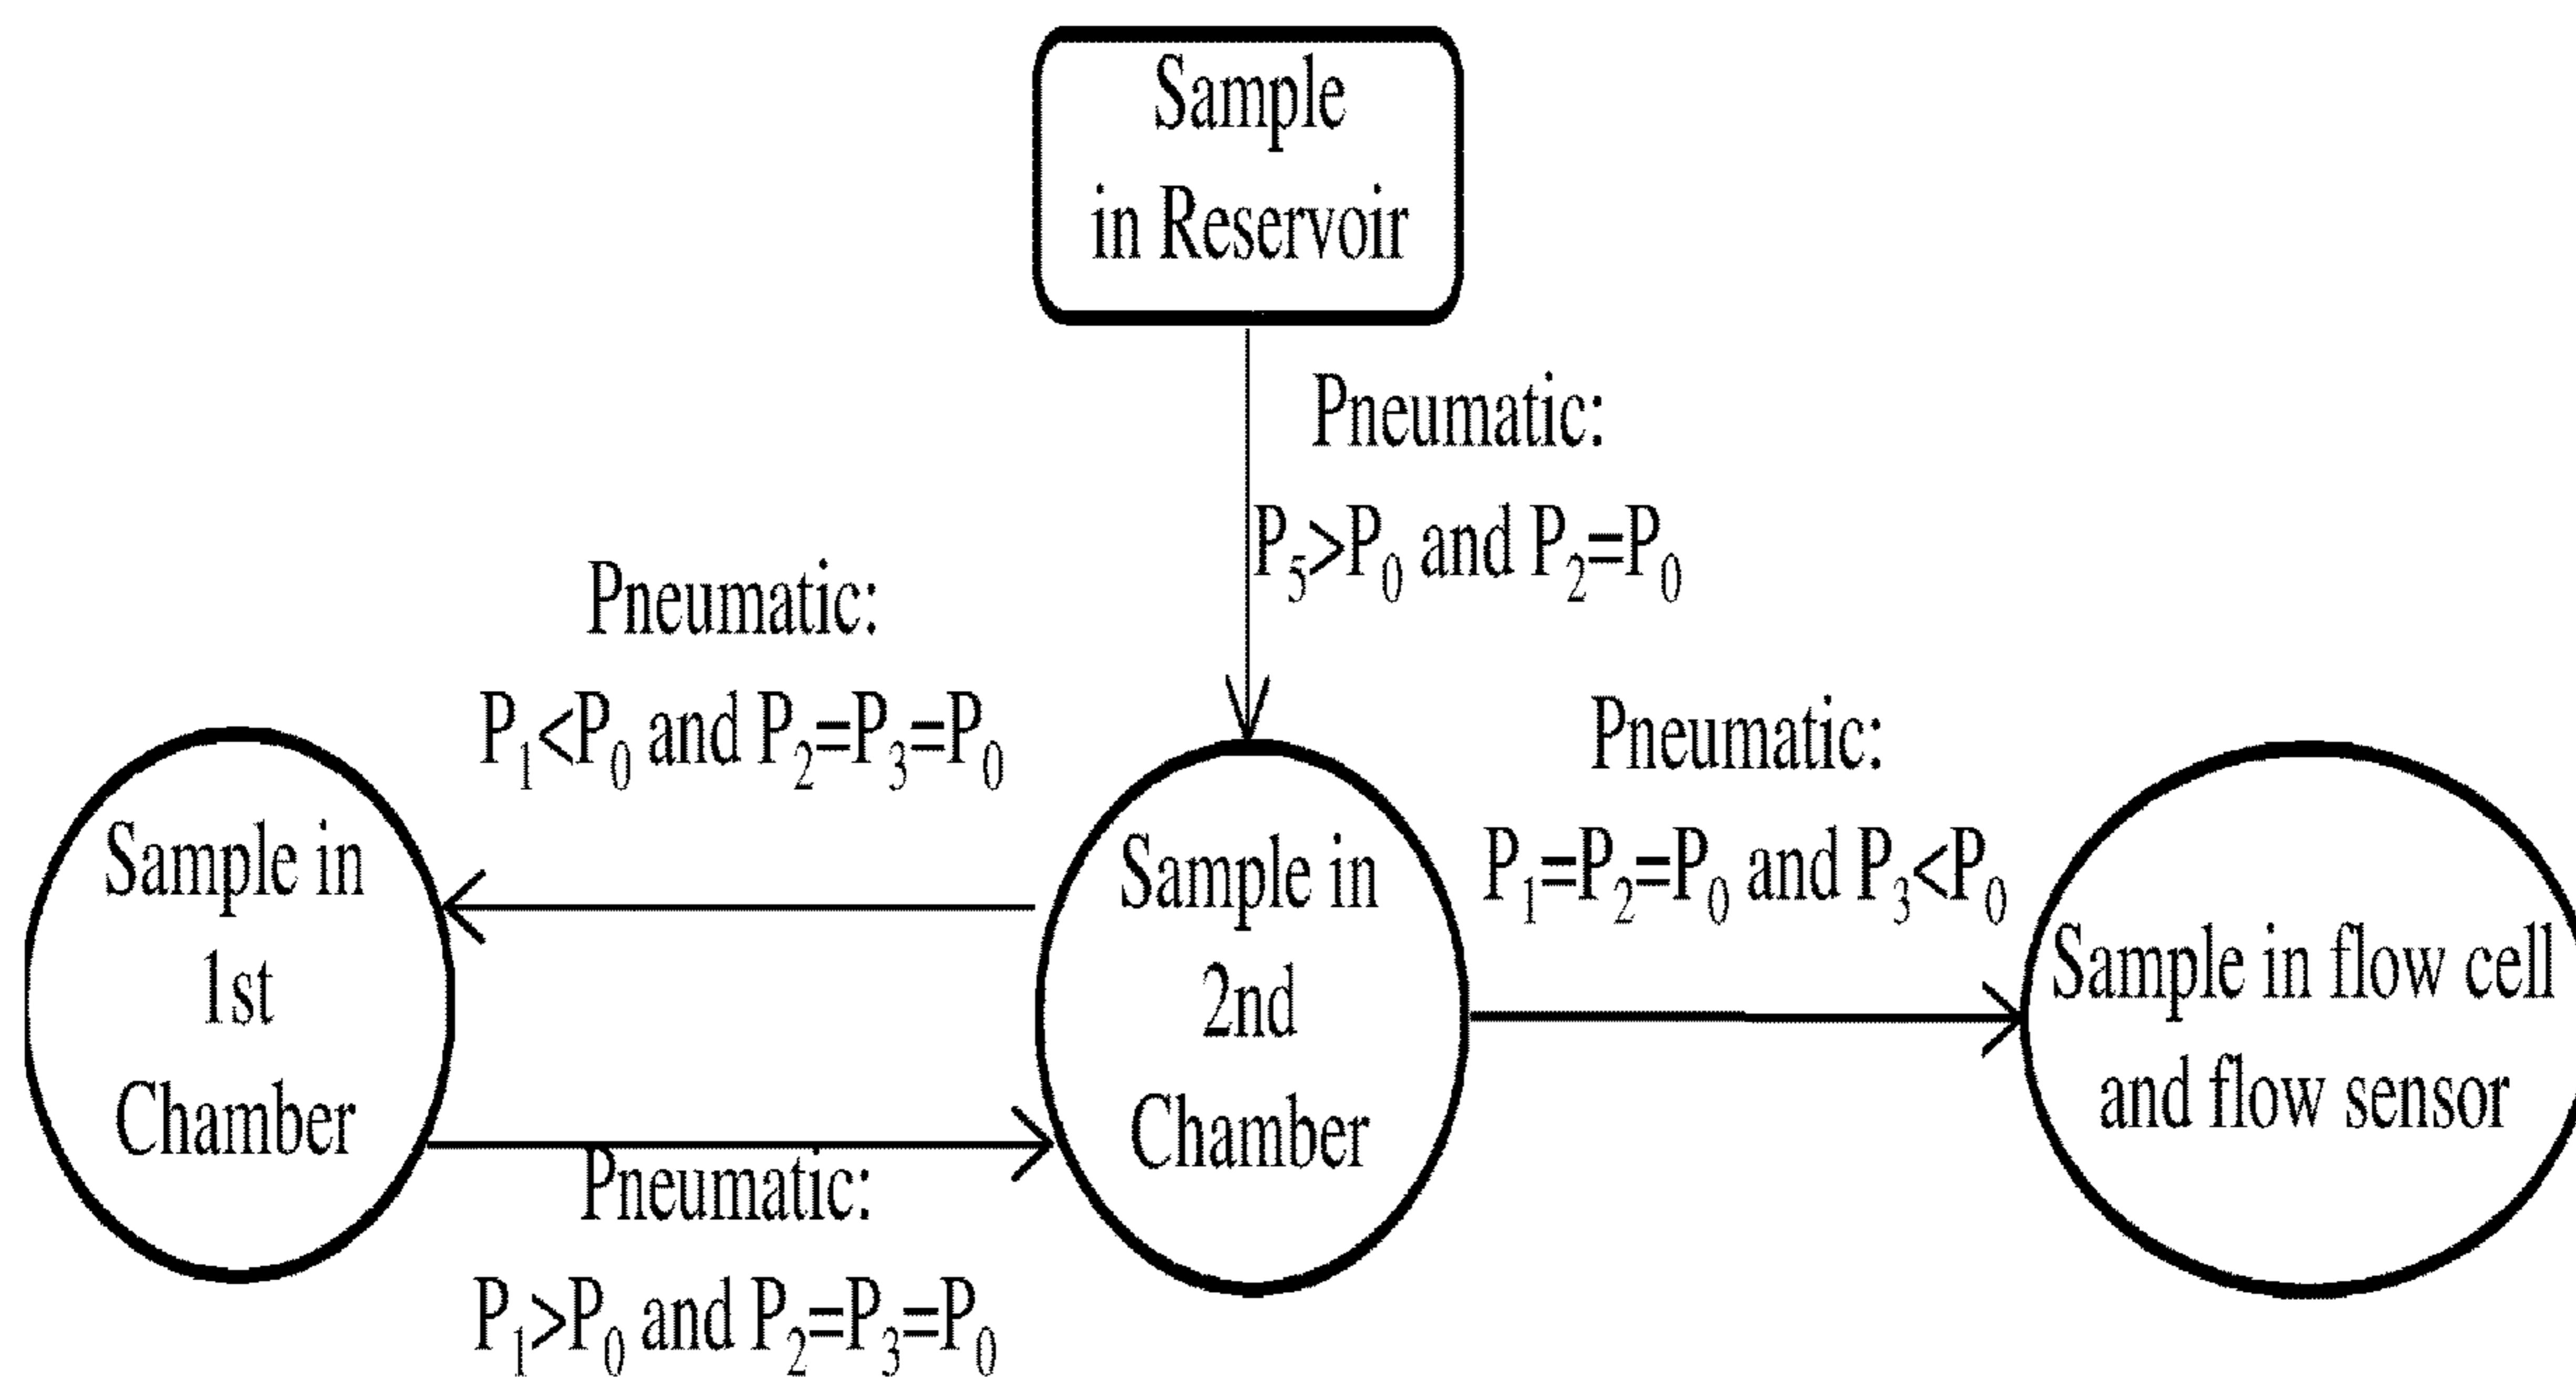 Sample
in Reservoir
Pneumatic:
P₅>P₀ and P₂=P₀
Pneumatic:
P₁<P₀ and P₂=P₃=P₀
Pneumatic:
P₁=P₂=P₀ and P₃<P₀
Sample in
1st
Chamber
Sample in
2nd
Chamber
Sample in flow cell
and flow sensor
Pneumatic:
P₁>P₀ and P₂=P₃=P₀